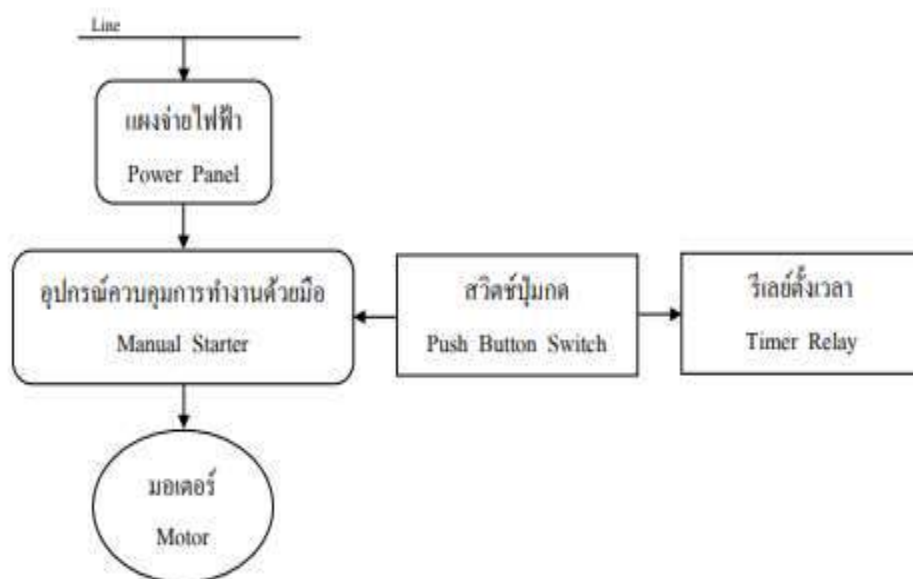 Line
แผงจ่ายไฟฟ้า
Power Panel
อุปกรณ์ควบคุมการทำงานด้วยมือ
Manual Starter
สวิตช์ปุ่มกด
Push Button Switch
รีเลย์ตั้งเวลา
Timer Relay
มอเตอร์
Motor